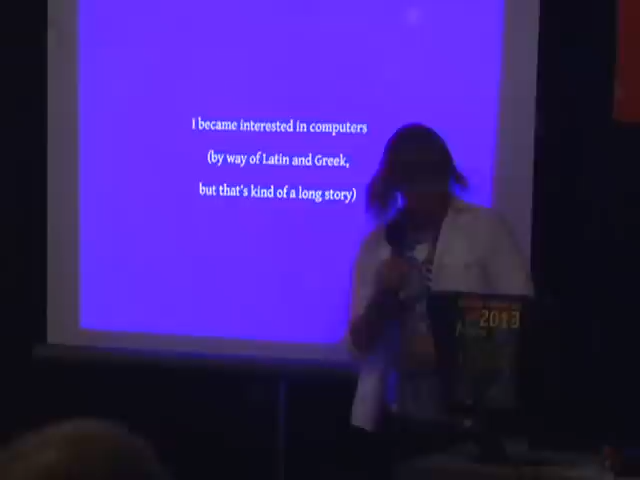 I became interested in computers
(by way of Latin and Greek,
but that's kind of a long story)
2013